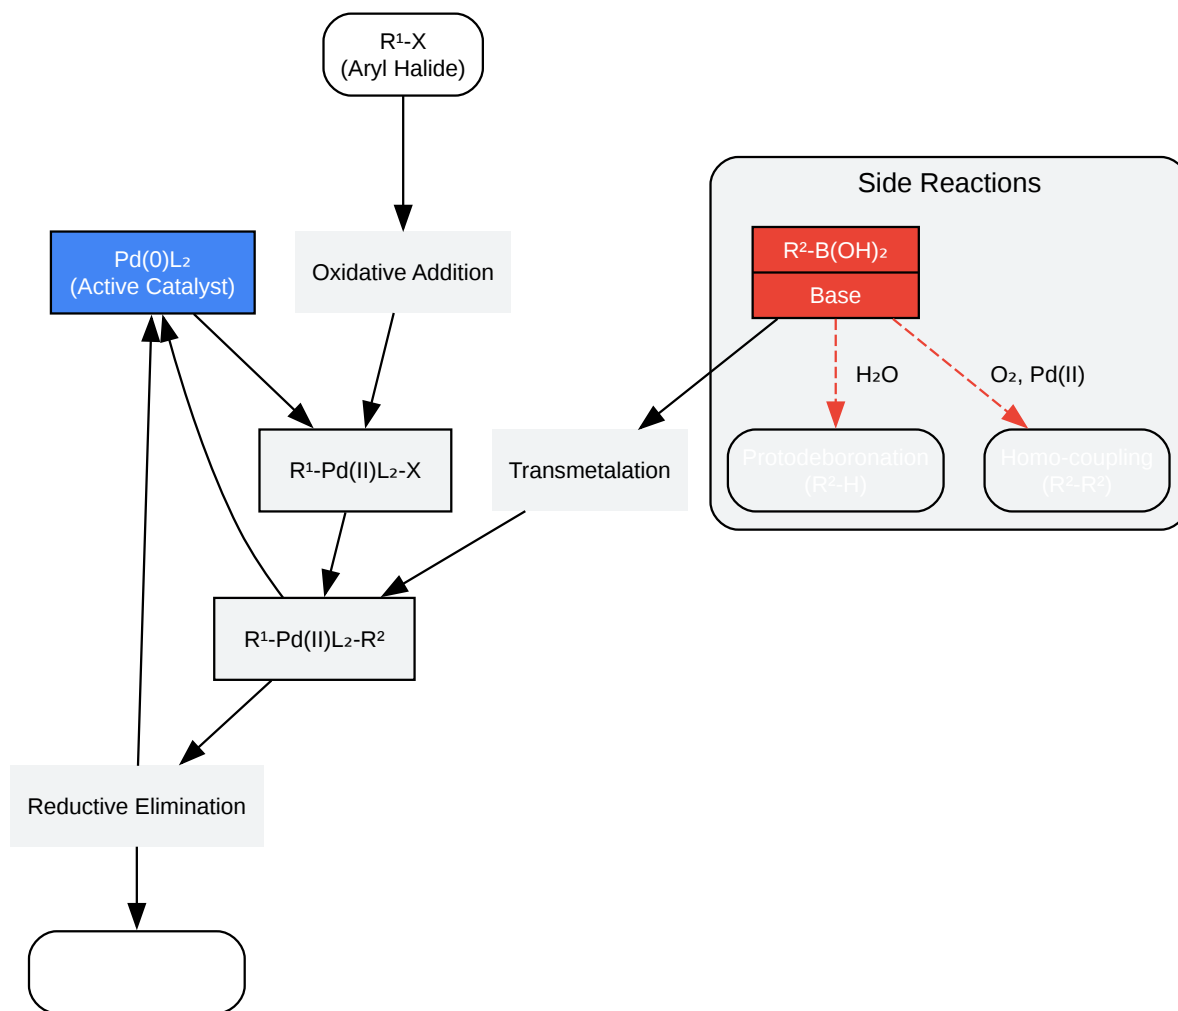 R¹-X
(Aryl Halide)
Side Reactions
R²-B(OH)₂
Base
Pd(0)L₂
(Active Catalyst)
Oxidative Addition
H₂O
O₂, Pd(II)
R¹-Pd(II)L₂-X
Transmetalation
Protodeboronation
(R²-H)
Homo-coupling
(R²-R²)
R¹-Pd(II)L₂-R²
Reductive Elimination